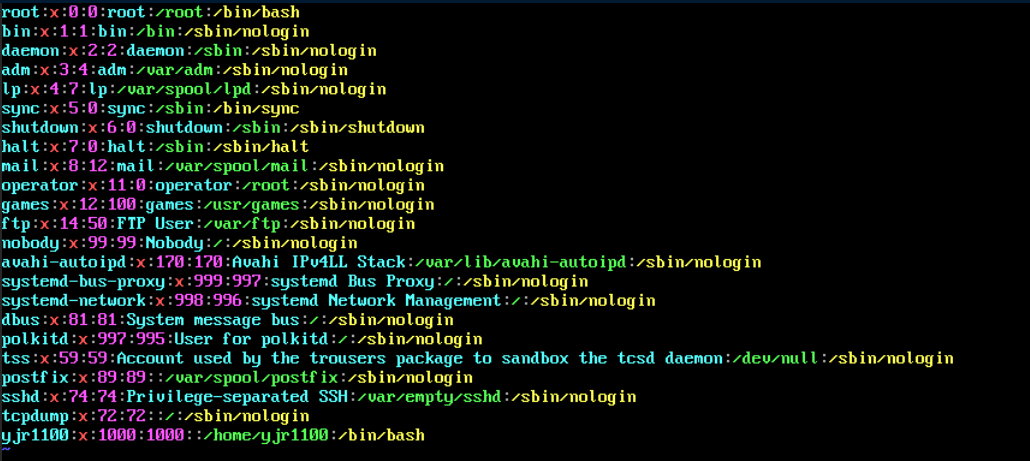 root:x:0:0:root:/root:/bin/bash
bin:x:1:1:bin:/bin:/sbin/nologin
daemon:x:2:2:daemon:/sbin:/sbin/nologin
adm:x:3:4:adm:/var/adm:/sbin/nologin
lp:x:4:7:lp:/var/spool/lpd:/sbin/nologin
sync:x:5:0:sync:/sbin:/bin/sync
shutdown:x:6:0:shutdown:/sbin:/sbin/shutdown
halt:x:7:0:halt:/sbin:/sbin/halt
mail:x:8:12:mail:/var/spool/mail:/sbin/nologin
operator:x:11:0:operator:/root:/sbin/nologin
games:x:12:100:games:/usr/games:/sbin/nologin
ftp:x:14:50:FTP User:/var/ftp:/sbin/nologin
nobody:x:99:99:Nobody:/:/sbin/nologin
avahi-autoipd:x:170:170:Avahi IPv4LL Stack:/var/lib/avahi-autoipd:/sbin/nologin
systemd-bus-proxy:x:999:997:systemd Bus Proxy:/:/sbin/nologin
systemd-network:x:998:996:systemd Network Management:/:/sbin/nologin
dbus:x:81:81:System message bus:/:/sbin/nologin
polkitd:x:997:995:User for polkitd:/:/sbin/nologin
tss:x:59:59:Account used by the trousers package to sandbox the tcsd daemon:/dev/null:/sbin/nologin
postfix:x:89:89::/var/spool/postfix:/sbin/nologin
sshd:x:74:74:Privilege-separated SSH:/var/empty/sshd:/sbin/nologin
tcpdump:x:72:72::/:/sbin/nologin
yjr1100:x:1000:1000::/home/yjr1100:/bin/bash
~